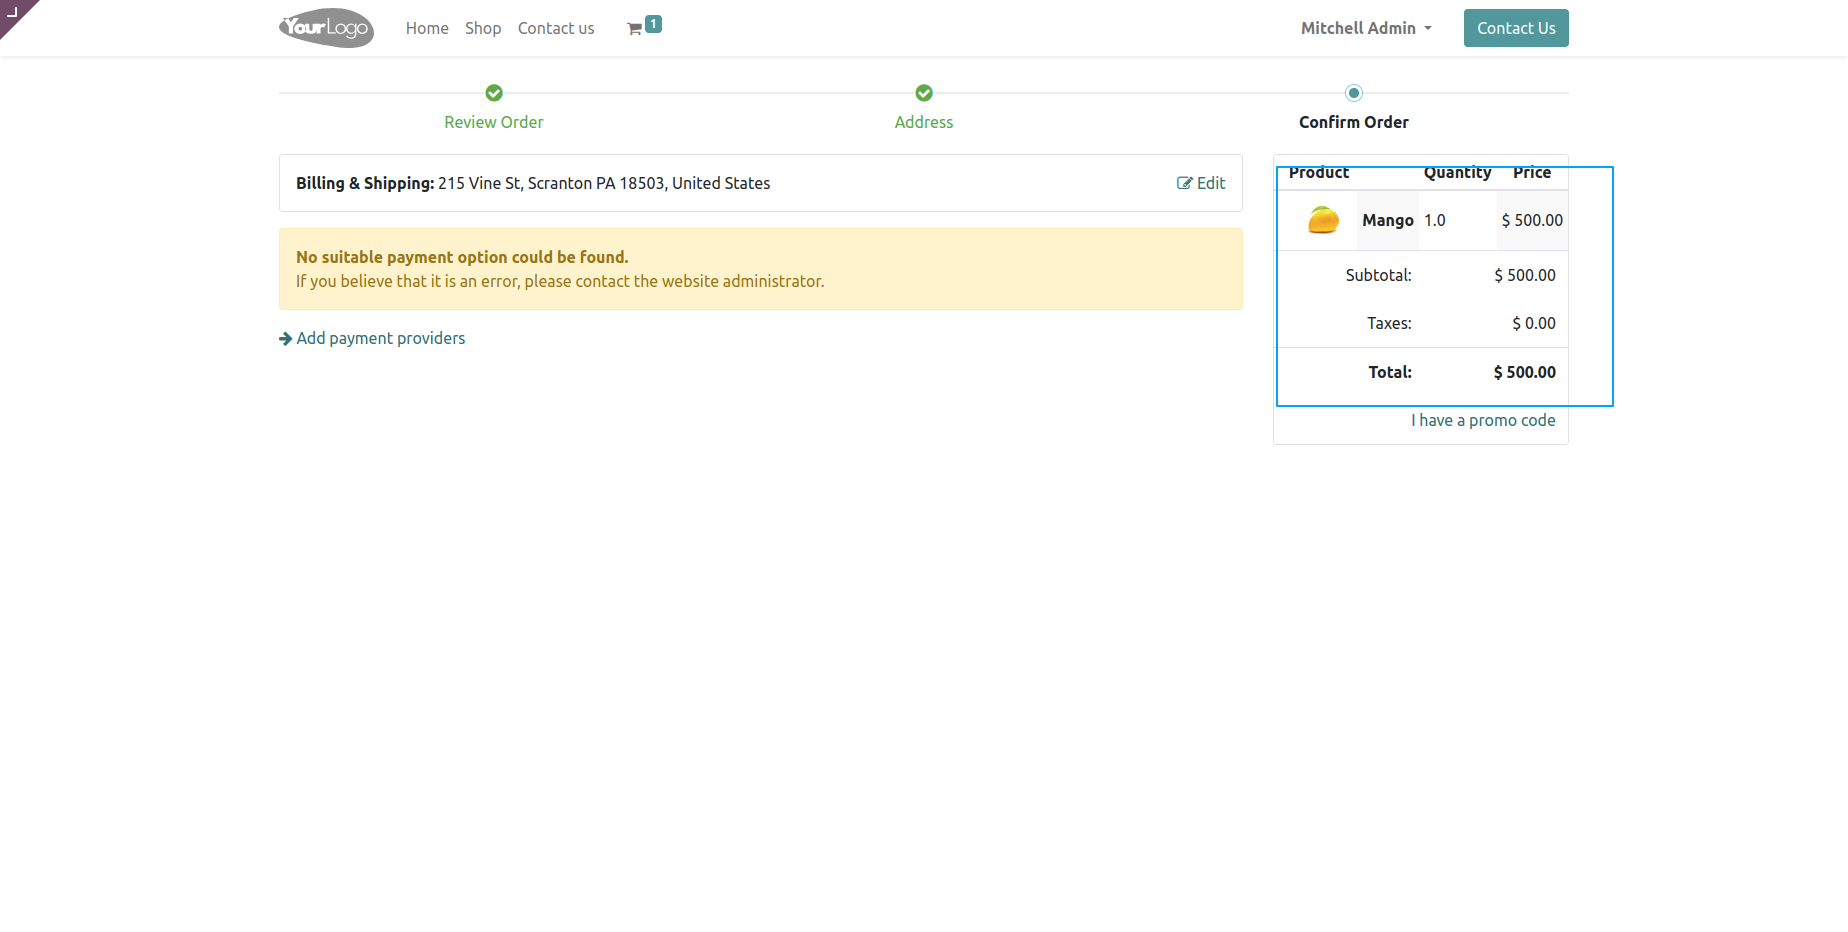 YourLogo
Home Shop Contact us 1 Mitchell Admin Contact Us
Review Order Address Confirm Order
Billing & Shipping: 215 Vine St, Scranton PA 18503, United States Edit
No suitable payment option could be found.
If you believe that it is an error, please contact the website administrator.
Add payment providers
Product Quantity Price
Mango 1.0 $ 500.00
Subtotal: $ 500.00
Taxes: $ 0.00
Total: $ 500.00
I have a promo code